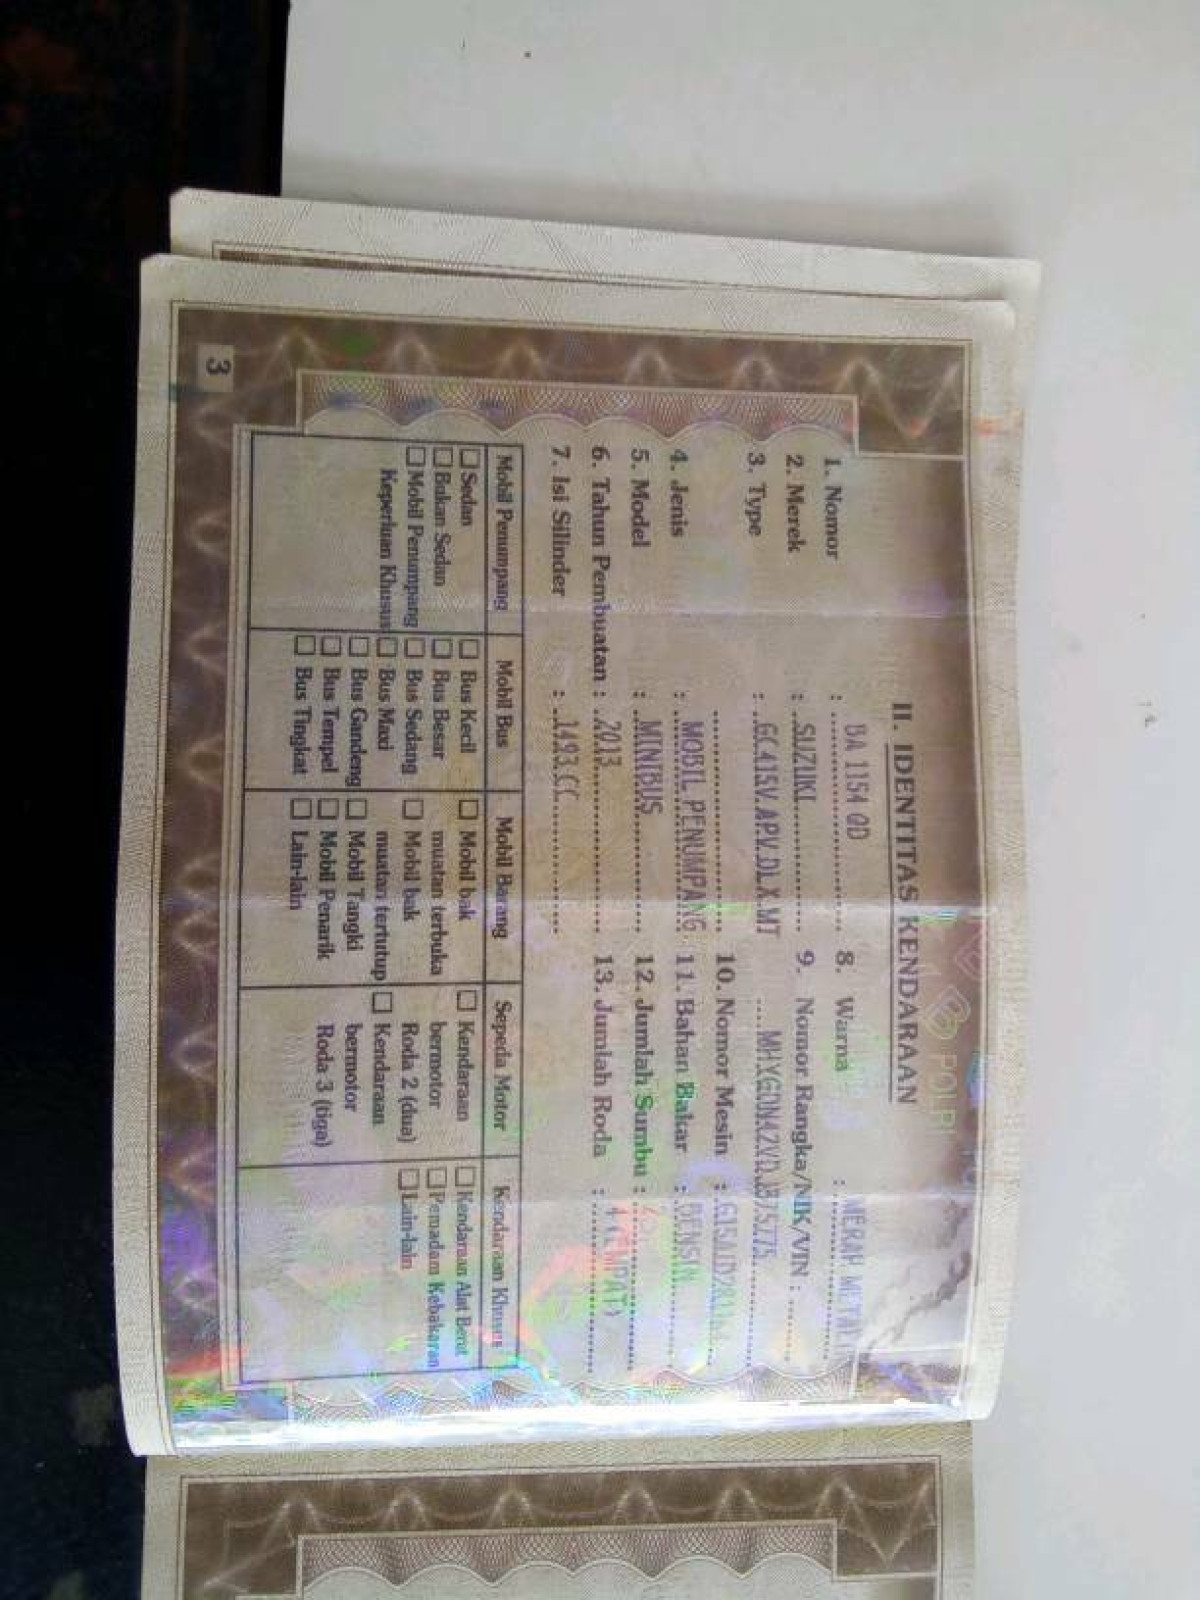 II. IDENTITAS KENDARAAN
1. Nomor : BA 1154 QD
2. Merek : SUZUKI
3. Type : GC415V.APV.DLX.MT
4. Jenis : MOBIL PENUMPANG
5. Model : MINIBUS
6. Tahun Pembuatan : 2013
7. Isi Silinder : 1493.CC
8. Warna : MERAH
9. Nomor Rangka/NIK/VIN :
10. Nomor Mesin :
11. Bahan Bakar : BENSIN
12. Jumlah Sumbu :
13. Jumlah Roda : 4 (EMPAT)
Mobil Penumpang
Sedan
Bukan Sedan
Mobil Penumpang
Keperluan Khusus
Mobil Bus
Bus Kecil
Bus Besar
Bus Sedang
Bus Maxi
Bus Gandeng
Bus Tempel
Bus Tingkat
Mobil Barang
Mobil bak
muatan terbuka
Mobil bak
muatan tertutup
Mobil Tangki
Mobil Penarik
Lain-lain
Sepeda Motor
Kendaraan
bermotor
Roda 2 (dua)
Kendaraan
bermotor
Roda 3 (tiga)
Kendaraan Khusus
Kendaraan Alat Berat
Pemadam Kebakaran
Lain-lain
3